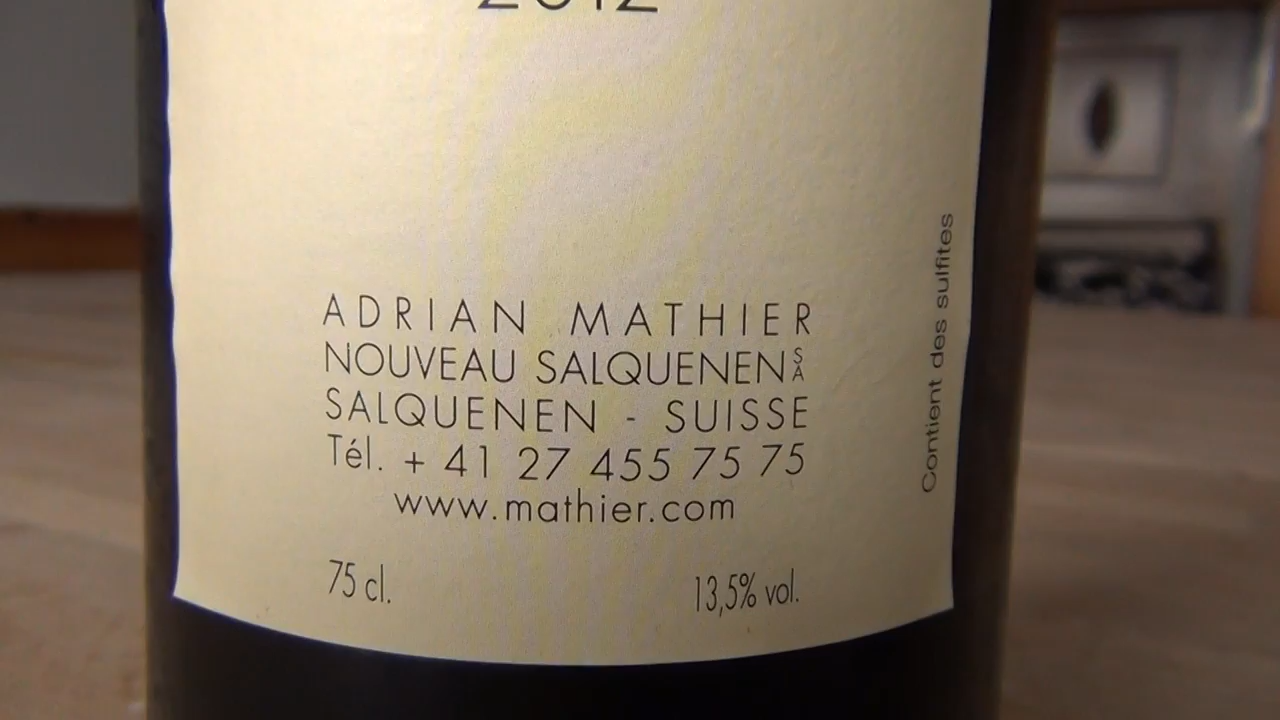 2012
ADRIAN MATHIER
NOUVEAU SALQUENEN SA
SALQUENEN - SUISSE
Tél. + 41 27 455 75 75
www.mathier.com
75 cl.
13,5% vol.
Contient des sulfites